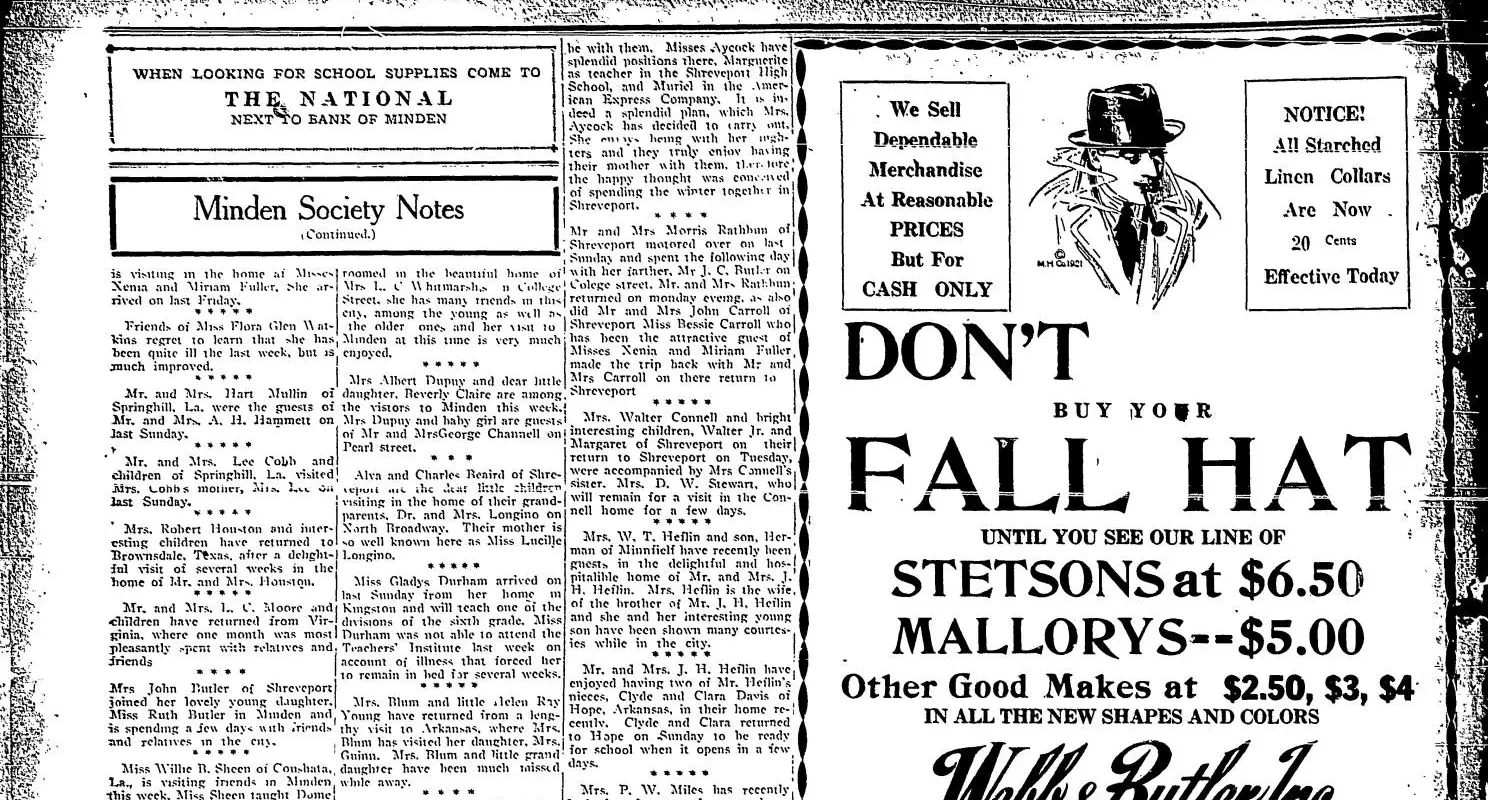 WHEN LOOKING FOR SCHOOL SUPPLIES COME TO
THE NATIONAL
NEXT TO BANK OF MINDEN
Minden Society Notes
(Continued.)
is visiting in the home of Misses
Xenia and Miriam Fuller. She ar-
rived on last Friday.
* * * * *
Friends of Miss Flora Glen Wat-
kins regret to learn that she has
been quite ill the last week, but is
much improved.
* * * * *
Mr. and Mrs. Hart Mullin of
Springhill, La. were the guests of
Mr. and Mrs. A. H. Hammett on
last Sunday.
* * * * *
Mr. and Mrs. Lee Cobb and
children of Springhill, La. visited
Mrs. Cobbs mother, Mrs. Lee on
last Sunday.
* * * * *
Mrs. Robert Houston and inter-
esting children have returned to
Brownsdale, Texas, after a delight-
ful visit of several weeks in the
home of Mr. and Mrs. Houston.
* * * * *
Mr. and Mrs. L. C. Moore and
children have returned from Vir-
ginia, where one month was most
pleasantly spent with relatives and
friends
* * * *
Mrs John Butler of Shreveport
joined her lovely young daughter,
Miss Ruth Butler in Minden and
is spending a few days with friends
and relatives in the city.
* * * * *
Miss Willie B. Sheen of Coushata,
La., is visiting friends in Minden
this week. Miss Sheen taught Dome
roomed in the beautiful home of
Mrs L. C Whitmarsh, n College
Street, she has many friends in this
city, among the young as well as
the older ones and her visit to
Minden at this time is very much
enjoyed.
* * * * *
Mrs Albert Dupuy and dear little
daughter, Beverly Claire are among
the vistors to Minden this week.
Mrs Dupuy and baby girl are guests
of Mr and MrsGeorge Channell on
Pearl street.
* * *
Alva and Charles Beaird of Shre-
veport are the dear little children
visiting in the home of their grand-
parents, Dr. and Mrs. Longino on
North Broadway. Their mother is
so well known here as Miss Lucille
Longino.
* * * * *
Miss Gladys Durham arrived on
last Sunday from her home in
Kingston and will teach one of the
divisions of the sixth grade. Miss
Durham was not able to attend the
Teachers' Institute last week on
account of illness that forced her
to remain in bed for several weeks.
* * * * *
Mrs. Blum and little Helen Ray
Young have returned from a leng-
thy visit to Arkansas, where Mrs.
Blum has visited her daughter, Mrs.
Guinn. Mrs. Blum and little grand
daughter have been much missed
while away.
* * * *
be with them. Misses Aycock have
splendid positions there, Marguerite
as teacher in the Shreveport High
School, and Muriel in the Amer-
ican Express Company. It is in-
deed a splendid plan, which Mrs.
Aycock has decided to carry out.
She enjoys being with her
ters and they truly enjoy having
their mother with them, therefore
the happy thought was conceived
of spending the winter together in
Shreveport.
* * * *
Mr and Mrs Morris Rathbun of
Shreveport motored over on last
Sunday and spent the following day
with her farther, Mr J. C. Butler on
Colege street. Mr. and Mrs Rathbun
returned on monday eveing, as also
did Mr and Mrs John Carroll of
Shreveport Miss Bessie Carroll who
has been the attractive guest of
Misses Xenia and Miriam Fuller
made the trip back with Mr and
Mrs Carroll on there return to
Shreveport
* * * * *
Mrs. Walter Connell and bright
interesting children, Walter Jr. and
Margaret of Shreveport on their
return to Shreveport on Tuesday,
were accompanied by Mrs Connell's
sister. Mrs. D. W. Stewart, who
will remain for a visit in the Con-
nell home for a few days.
* * * * *
Mrs. W. T. Heflin and son, Her-
man of Minnfielf have recently been
guests in the delightful and hos-
pitalible home of Mr. and Mrs. J.
H. Heflin. Mrs. Heflin is the wife
of the brother of Mr. J. H. Heflin
and she and her interesting young
son have been shown many courtes-
ies while in the city.
* * * * *
Mr. and Mrs. J. H. Heflin have
enjoyed having two of Mr. Heflin's
nieces, Clyde and Clara Davis of
Hope, Arkansas, in their home re-
cently. Clyde and Clara returned
to Hope on Sunday to be ready
for school when it opens in a few
days.
* * * * *
Mrs. P. W. Miles has recently
We Sell
Dependable
Merchandise
At Reasonable
PRICES
But For
CASH ONLY
© M.H Co. 1921
NOTICE!
All Starched
Linen Collars
Are Now
20 Cents
Effective Today
DON'T
BUY YOUR
FALL HAT
UNTIL YOU SEE OUR LINE OF
STETSONS at $6.50
MALLORYS--$5.00
Other Good Makes at $2.50, $3, $4
IN ALL THE NEW SHAPES AND COLORS
Webb & Butler Inc